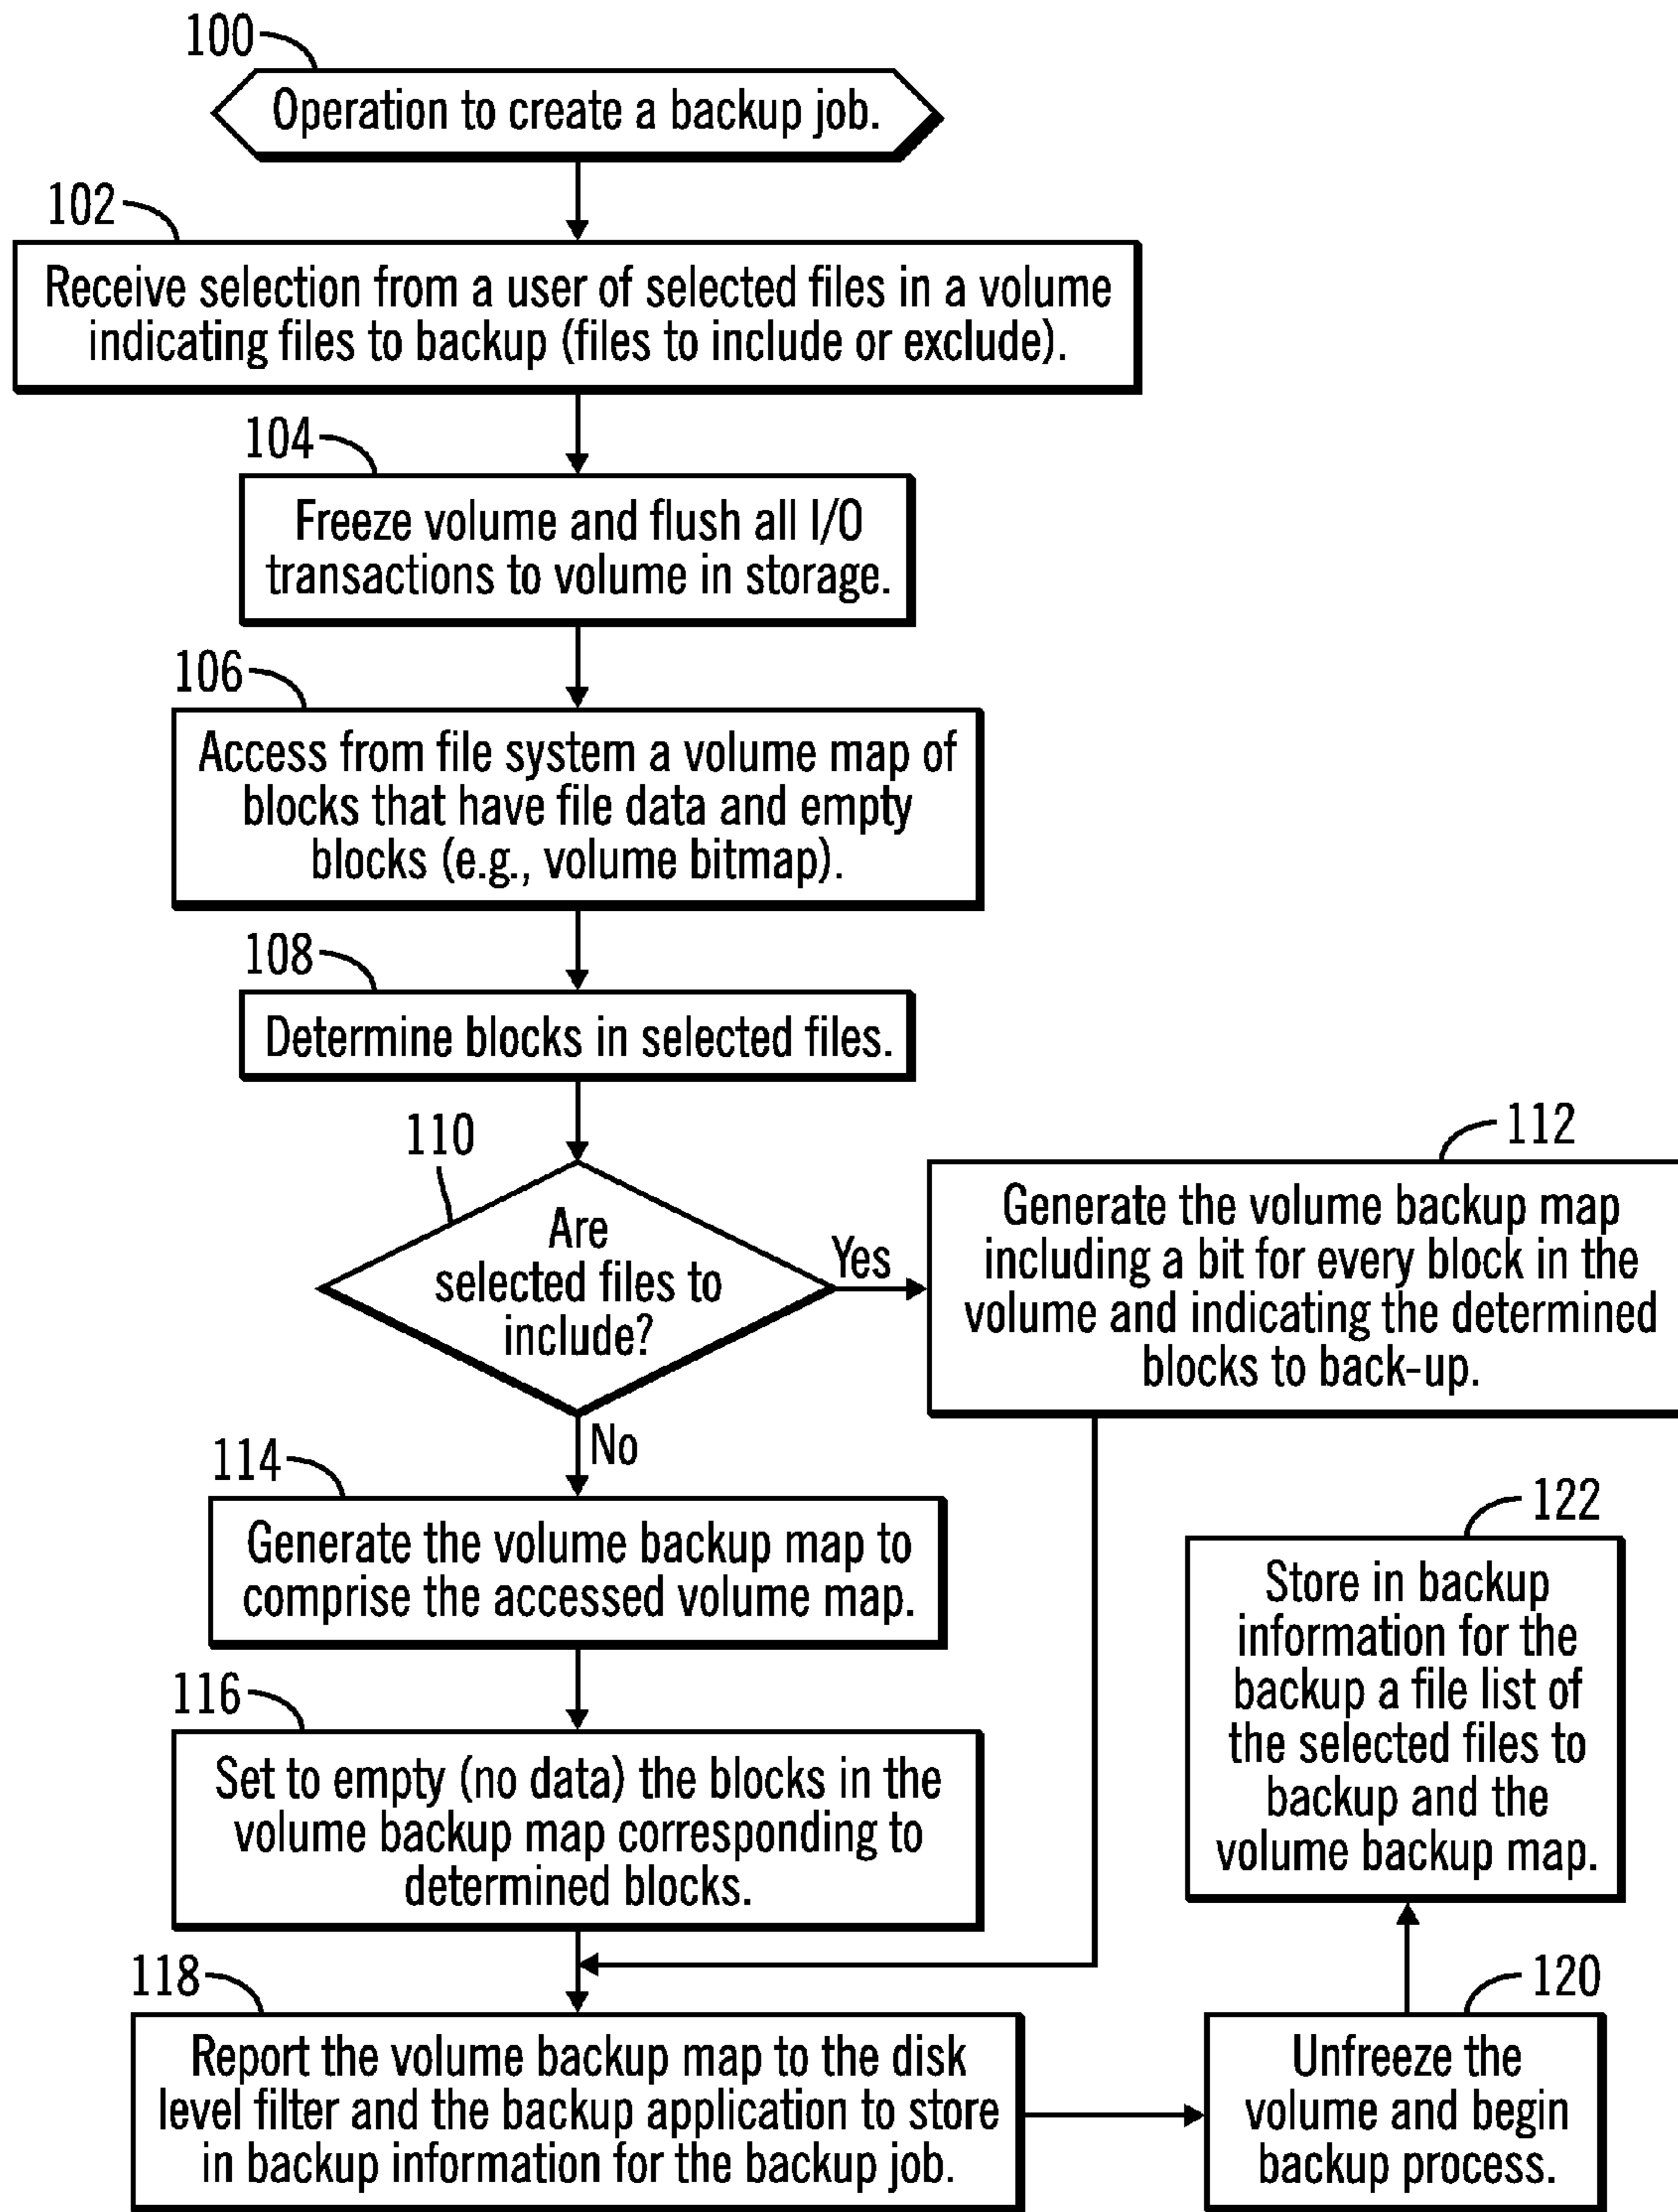 100
Operation to create a backup job.
102
Receive selection from a user of selected files in a volume
indicating files to backup (files to include or exclude).
104
Freeze volume and flush all I/O
transactions to volume in storage.
106
Access from file system a volume map of
blocks that have file data and empty
blocks (e.g., volume bitmap).
108
Determine blocks in selected files.
110
Are
selected files to
include?
Yes
112
Generate the volume backup map
including a bit for every block in the
volume and indicating the determined
blocks to back-up.
No
114
Generate the volume backup map to
comprise the accessed volume map.
116
Set to empty (no data) the blocks in the
volume backup map corresponding to
determined blocks.
118
Report the volume backup map to the disk
level filter and the backup application to store
in backup information for the backup job.
120
Unfreeze the
volume and begin
backup process.
122
Store in backup
information for the
backup a file list of
the selected files to
backup and the
volume backup map.